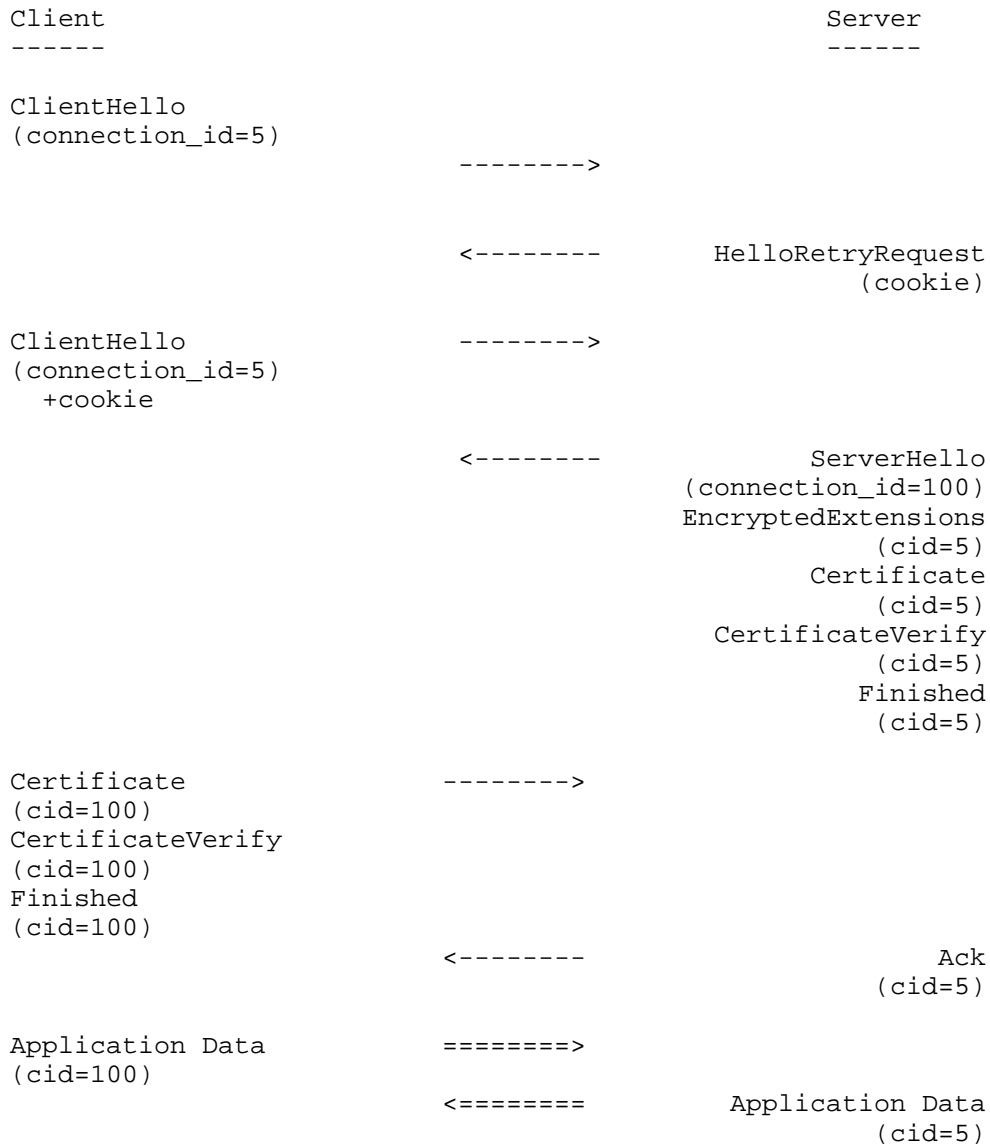 Client                                             Server
------                                             ------

ClientHello
(connection_id=5)
                            -------->


                            <--------       HelloRetryRequest
                                                     (cookie)

ClientHello                 -------->
(connection_id=5)
  +cookie

                            <--------             ServerHello
                                          (connection_id=100)
                                          EncryptedExtensions
                                                      (cid=5)
                                                  Certificate
                                                      (cid=5)
                                            CertificateVerify
                                                      (cid=5)
                                                     Finished
                                                      (cid=5)

Certificate                -------->
(cid=100)
CertificateVerify
(cid=100)
Finished
(cid=100)
                           <--------                      Ack
                                                      (cid=5)

Application Data           ========>
(cid=100)
                           <========         Application Data
                                                      (cid=5)